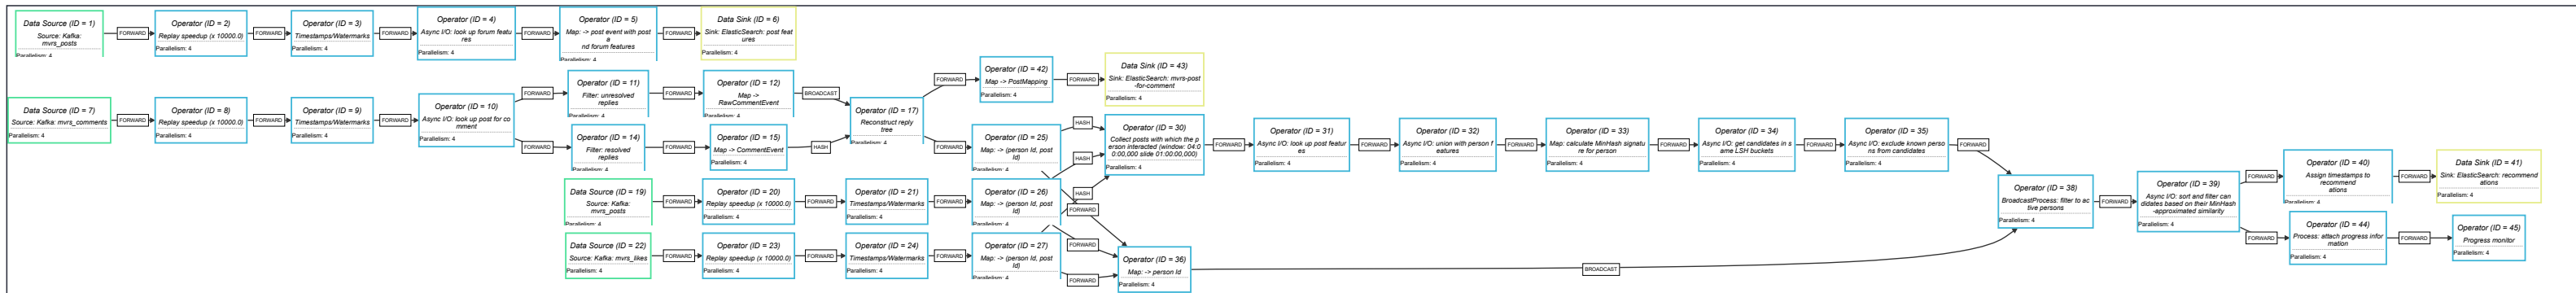 Data Source (ID = 1)
Source: Kafka:
mvrs_posts
Parallelism: 4
FORWARD
Operator (ID = 2)
Replay speedup (x 10000.0)
Parallelism: 4
FORWARD
Operator (ID = 3)
Timestamps/Watermarks
Parallelism: 4
FORWARD
Operator (ID = 4)
Async I/O: look up forum featu
res
Parallelism: 4
FORWARD
Operator (ID = 5)
Map: -> post event with post
a
nd forum features
Parallelism: 4
FORWARD
Data Sink (ID = 6)
Sink: ElasticSearch: post feat
ures
Parallelism: 4
Data Source (ID = 7)
Source: Kafka: mvrs_comments
Parallelism: 4
FORWARD
Operator (ID = 8)
Replay speedup (x 10000.0)
Parallelism: 4
FORWARD
Operator (ID = 9)
Timestamps/Watermarks
Parallelism: 4
FORWARD
Operator (ID = 10)
Async I/O: look up post for co
mment
Parallelism: 4
FORWARD
Operator (ID = 11)
Filter: unresolved
replies
Parallelism: 4
FORWARD
Operator (ID = 12)
Map ->
RawCommentEvent
Parallelism: 4
BROADCAST
FORWARD
Operator (ID = 14)
Filter: resolved
replies
Parallelism: 4
FORWARD
Operator (ID = 15)
Map -> CommentEvent
Parallelism: 4
HASH
Operator (ID = 17)
Reconstruct reply
tree
Parallelism: 4
FORWARD
Operator (ID = 42)
Map -> PostMapping
Parallelism: 4
FORWARD
Data Sink (ID = 43)
Sink: ElasticSearch: mvrs-post
-for-comment
Parallelism: 4
FORWARD
Operator (ID = 25)
Map: -> (person Id, post
Id)
Parallelism: 4
HASH
HASH
HASH
FORWARD
FORWARD
FORWARD
Data Source (ID = 19)
Source: Kafka:
mvrs_posts
Parallelism: 4
FORWARD
Operator (ID = 20)
Replay speedup (x 10000.0)
Parallelism: 4
FORWARD
Operator (ID = 21)
Timestamps/Watermarks
Parallelism: 4
FORWARD
Operator (ID = 26)
Map: -> (person Id, post
Id)
Parallelism: 4
Data Source (ID = 22)
Source: Kafka: mvrs_likes
Parallelism: 4
FORWARD
Operator (ID = 23)
Replay speedup (x 10000.0)
Parallelism: 4
FORWARD
Operator (ID = 24)
Timestamps/Watermarks
Parallelism: 4
FORWARD
Operator (ID = 27)
Map: -> (person Id, post
Id)
Parallelism: 4
Operator (ID = 30)
Collect posts with which the p
erson interacted (window: 04:0
0:00,000 slide 01:00:00,000)
Parallelism: 4
FORWARD
Operator (ID = 31)
Async I/O: look up post featur
es
Parallelism: 4
FORWARD
Operator (ID = 32)
Async I/O: union with person f
eatures
Parallelism: 4
FORWARD
Operator (ID = 33)
Map: calculate MinHash signatu
re for person
Parallelism: 4
FORWARD
Operator (ID = 34)
Async I/O: get candidates in s
ame LSH buckets
Parallelism: 4
FORWARD
Operator (ID = 35)
Async I/O: exclude known perso
ns from candidates
Parallelism: 4
FORWARD
Operator (ID = 36)
Map: -> person Id
Parallelism: 4
BROADCAST
Operator (ID = 38)
BroadcastProcess: filter to ac
tive persons
Parallelism: 4
FORWARD
Operator (ID = 39)
Async I/O: sort and filter can
didates based on their MinHash
-approximated similarity
Parallelism: 4
FORWARD
Operator (ID = 40)
Assign timestamps to
recommend
ations
Parallelism: 4
FORWARD
Data Sink (ID = 41)
Sink: ElasticSearch: recommend
ations
Parallelism: 4
FORWARD
Operator (ID = 44)
Process: attach progress infor
mation
Parallelism: 4
FORWARD
Operator (ID = 45)
Progress monitor
Parallelism: 4